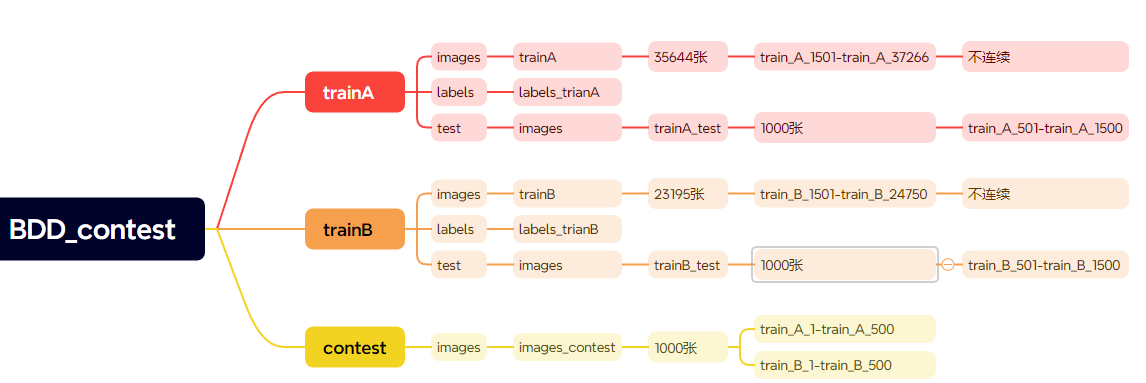 BDD_contest
trainA
images
trainA
35644张
train_A_1501-train_A_37266
不连续
labels
labels_trianA
test
images
trainA_test
1000张
train_A_501-train_A_1500
trainB
images
trainB
23195张
train_B_1501-train_B_24750
不连续
labels
labels_trianB
test
images
trainB_test
1000张
train_B_501-train_B_1500
contest
images
images_contest
1000张
train_A_1-train_A_500
train_B_1-train_B_500